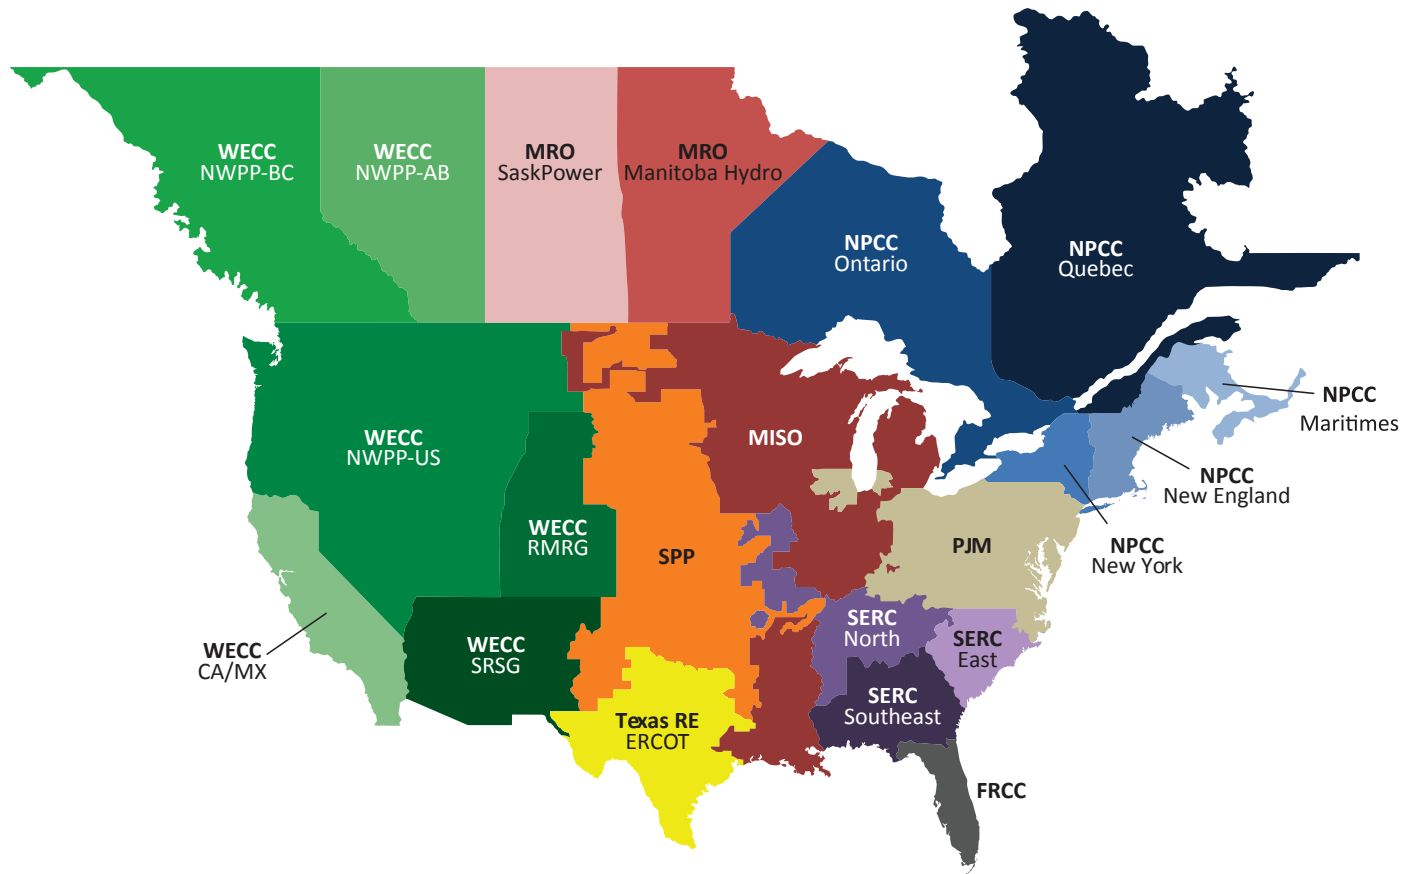 WECC
NWPP-BC
WECC
NWPP-AB
MRO
SaskPower
MRO
Manitoba Hydro
NPCC
Ontario
NPCC
Quebec
NPCC
Maritimes
WECC
NWPP-US
MISO
NPCC
New England
WECC
RMRG
SPP
PJM
NPCC
New York
WECC
CA/MX
WECC
SRSG
SERC
North
SERC
East
SERC
Southeast
Texas RE
ERCOT
FRCC